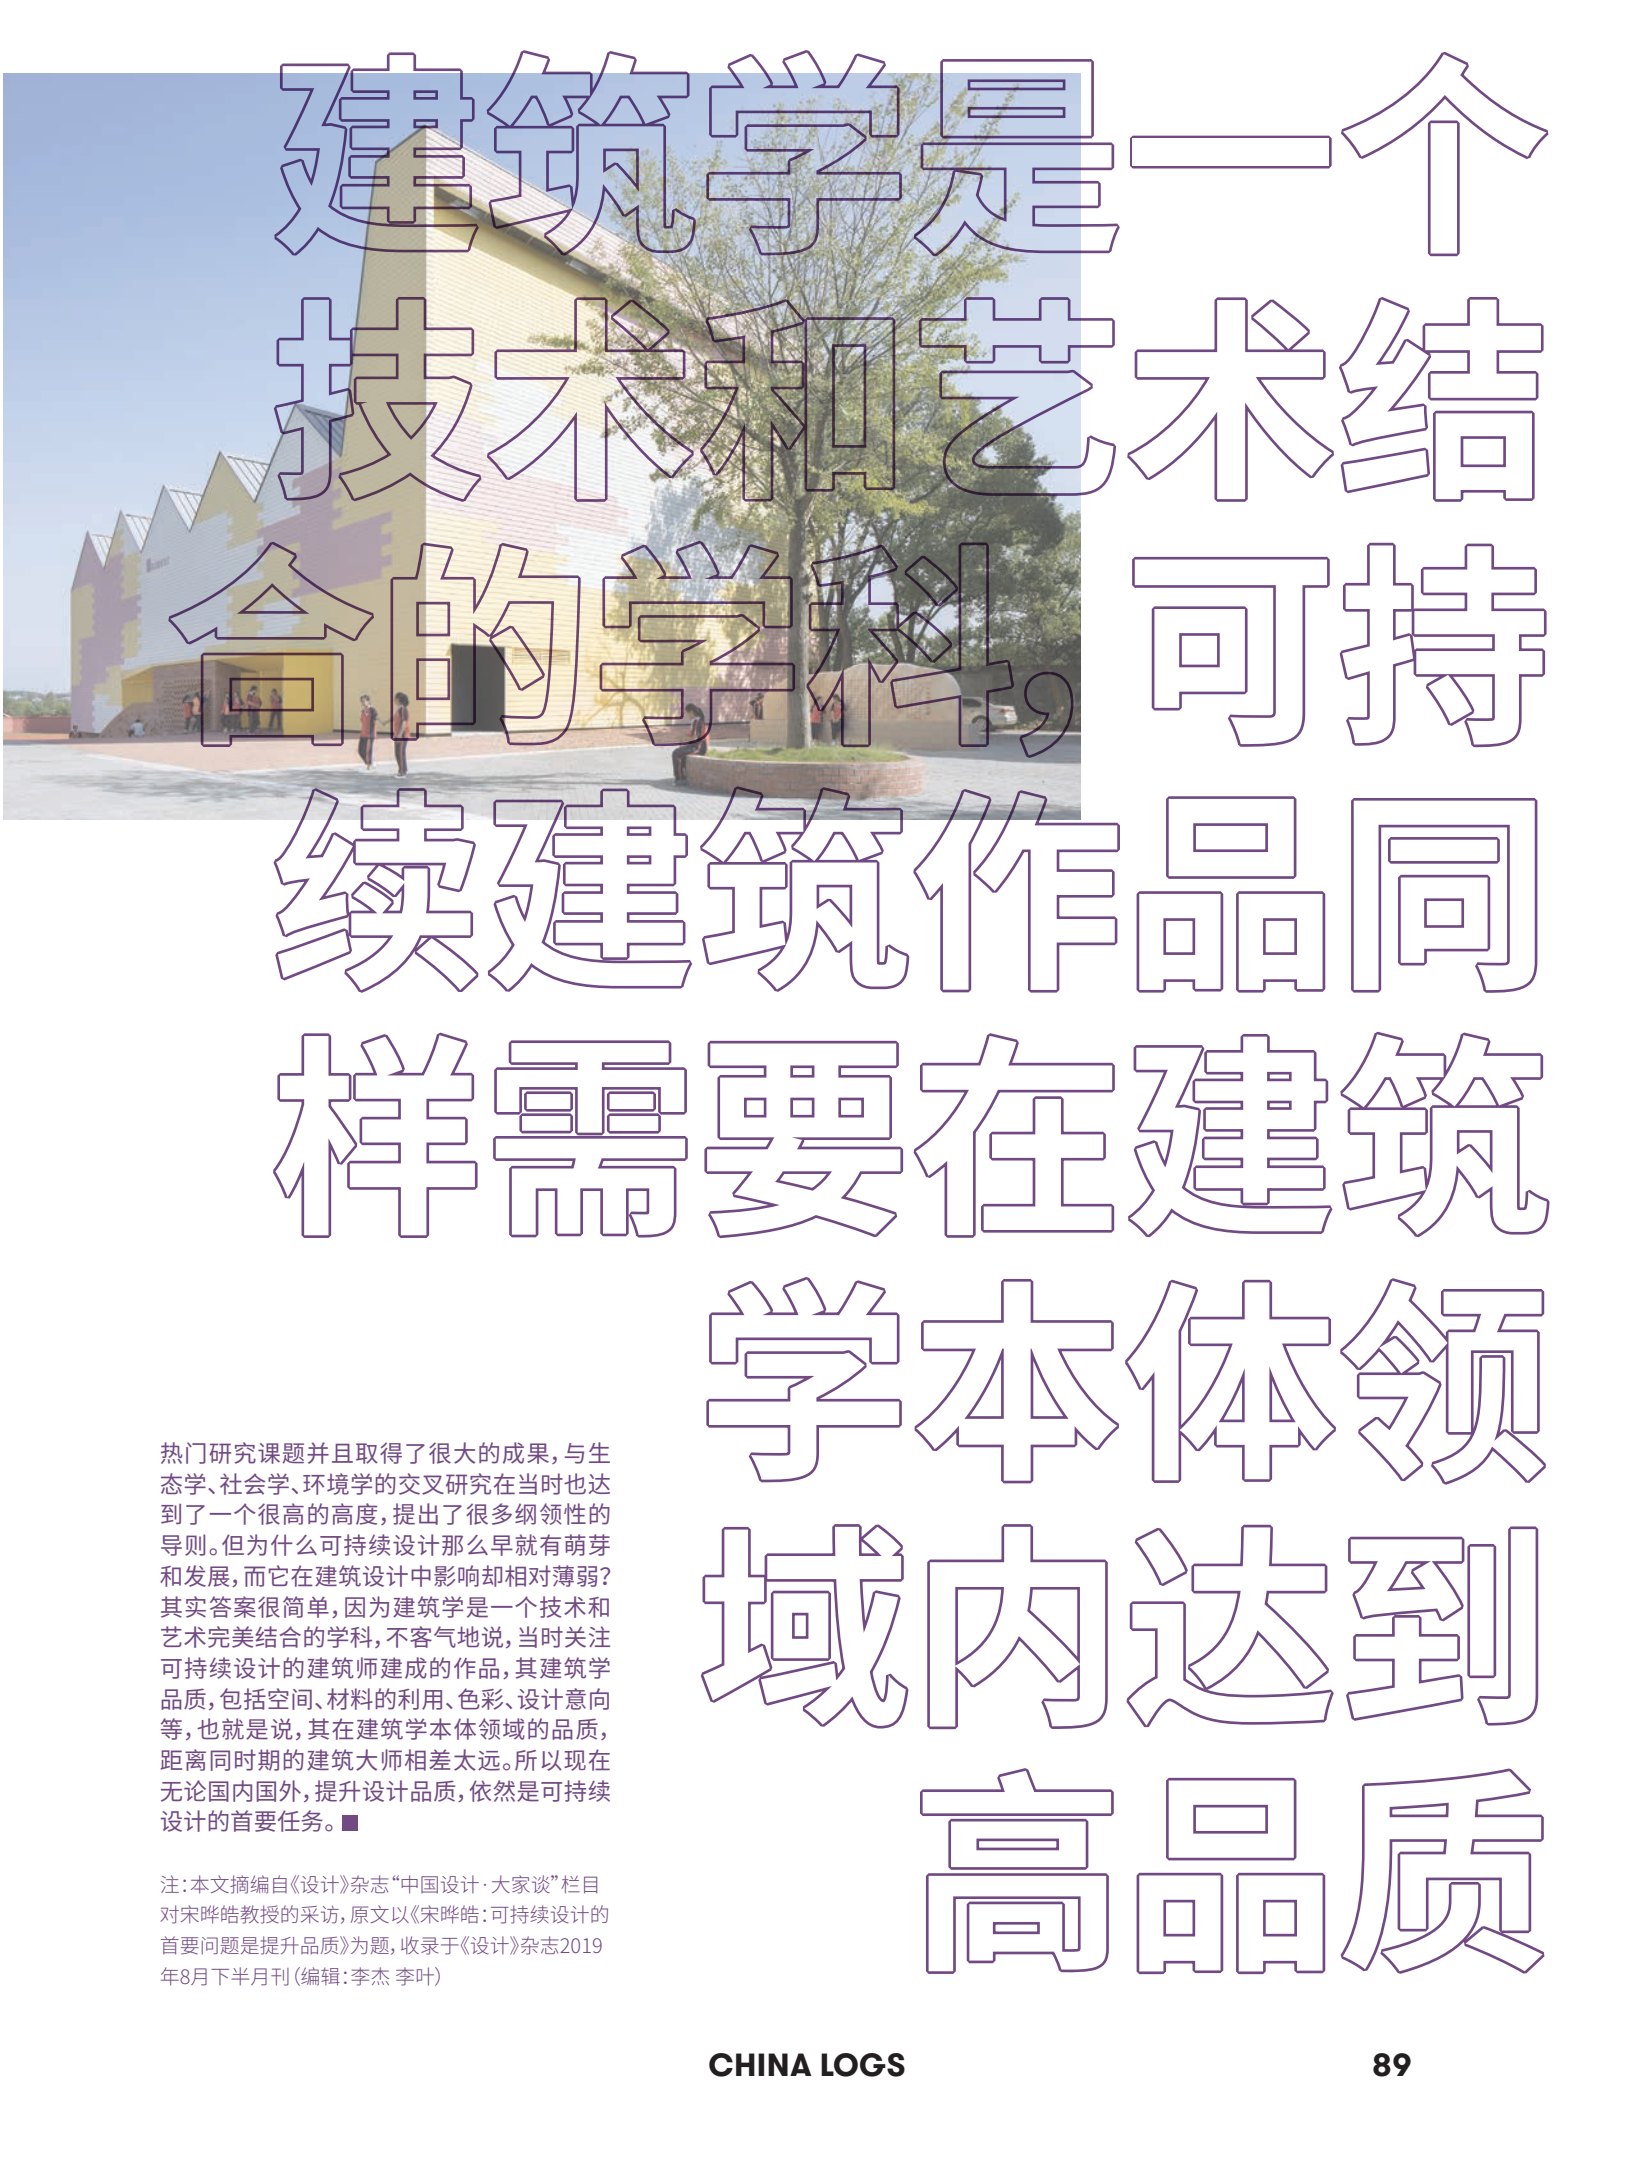 建筑学是一个
技术和艺术结
合的学科，可持
续建筑作品同
样需要在建筑
学本体领
域内达到
高品质
热门研究课题并且取得了很大的成果，与生
态学、社会学、环境学的交叉研究在当时也达
到了一个很高的高度，提出了很多纲领性的
导则。但为什么可持续设计那么早就有萌芽
和发展，而它在建筑设计中影响却相对薄弱？
其实答案很简单，因为建筑学是一个技术和
艺术完美结合的学科，不客气地说，当时关注
可持续设计的建筑师建成的作品，其建筑学
品质，包括空间、材料的利用、色彩、设计意向
等，也就是说，其在建筑学本体领域的品质，
距离同时期的建筑大师相差太远。所以现在
无论国内国外，提升设计品质，依然是可持续
设计的首要任务。■
注：本文摘编自《设计》杂志“中国设计·大家谈”栏目
对宋晔皓教授的采访，原文以《宋晔皓：可持续设计的
首要问题是提升品质》为题，收录于《设计》杂志2019
年8月下半月刊（编辑：李杰 李叶）
CHINA LOGS
89